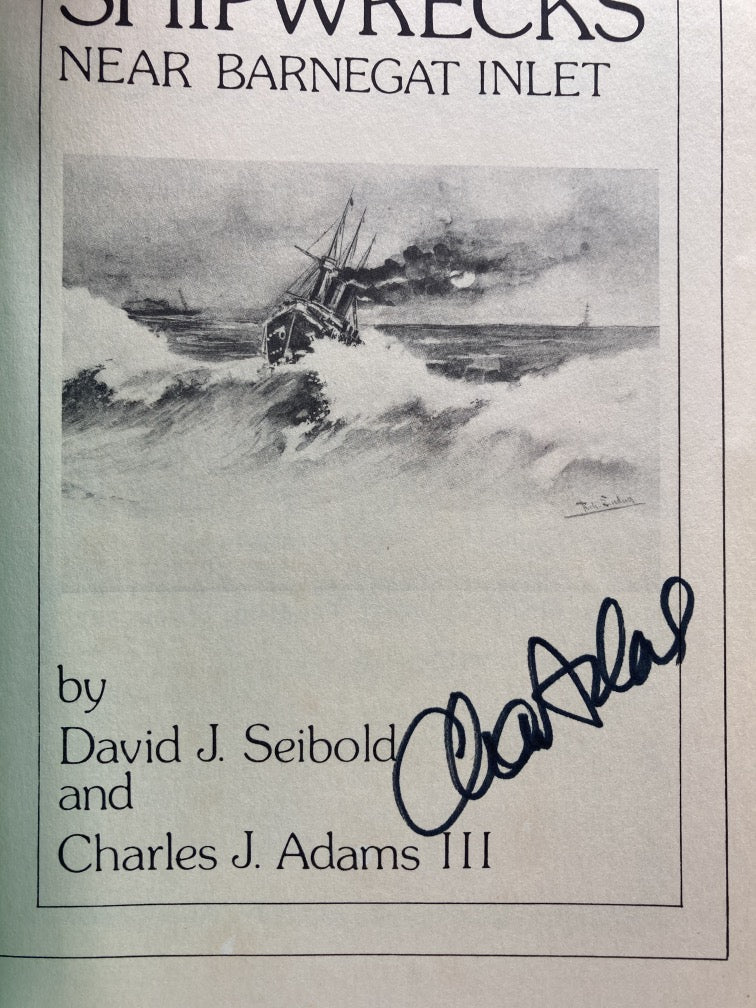 SHIPWRECKS
NEAR BARNEGAT INLET
by
David J. Seibold
and
Charles J. Adams III